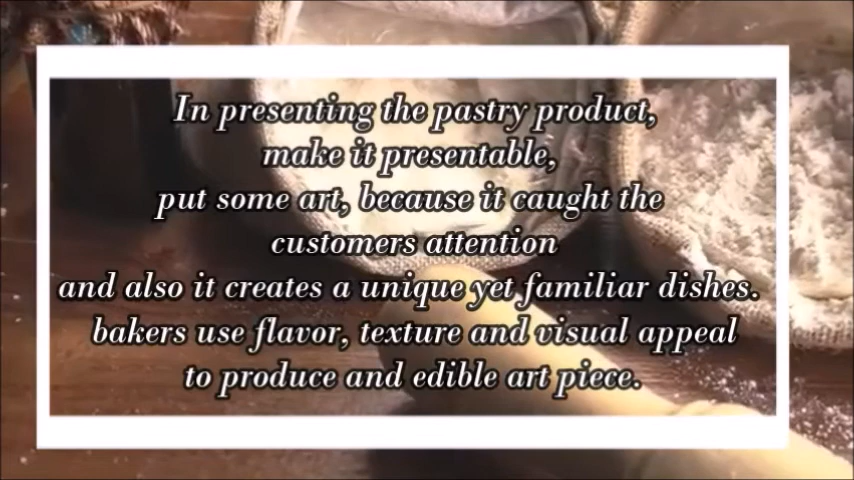 In presenting the pastry product,
make it presentable,
put some art, because it caught the
customers attention
and also it creates a unique yet familiar dishes.
bakers use flavor, texture and visual appeal
to produce and edible art piece.